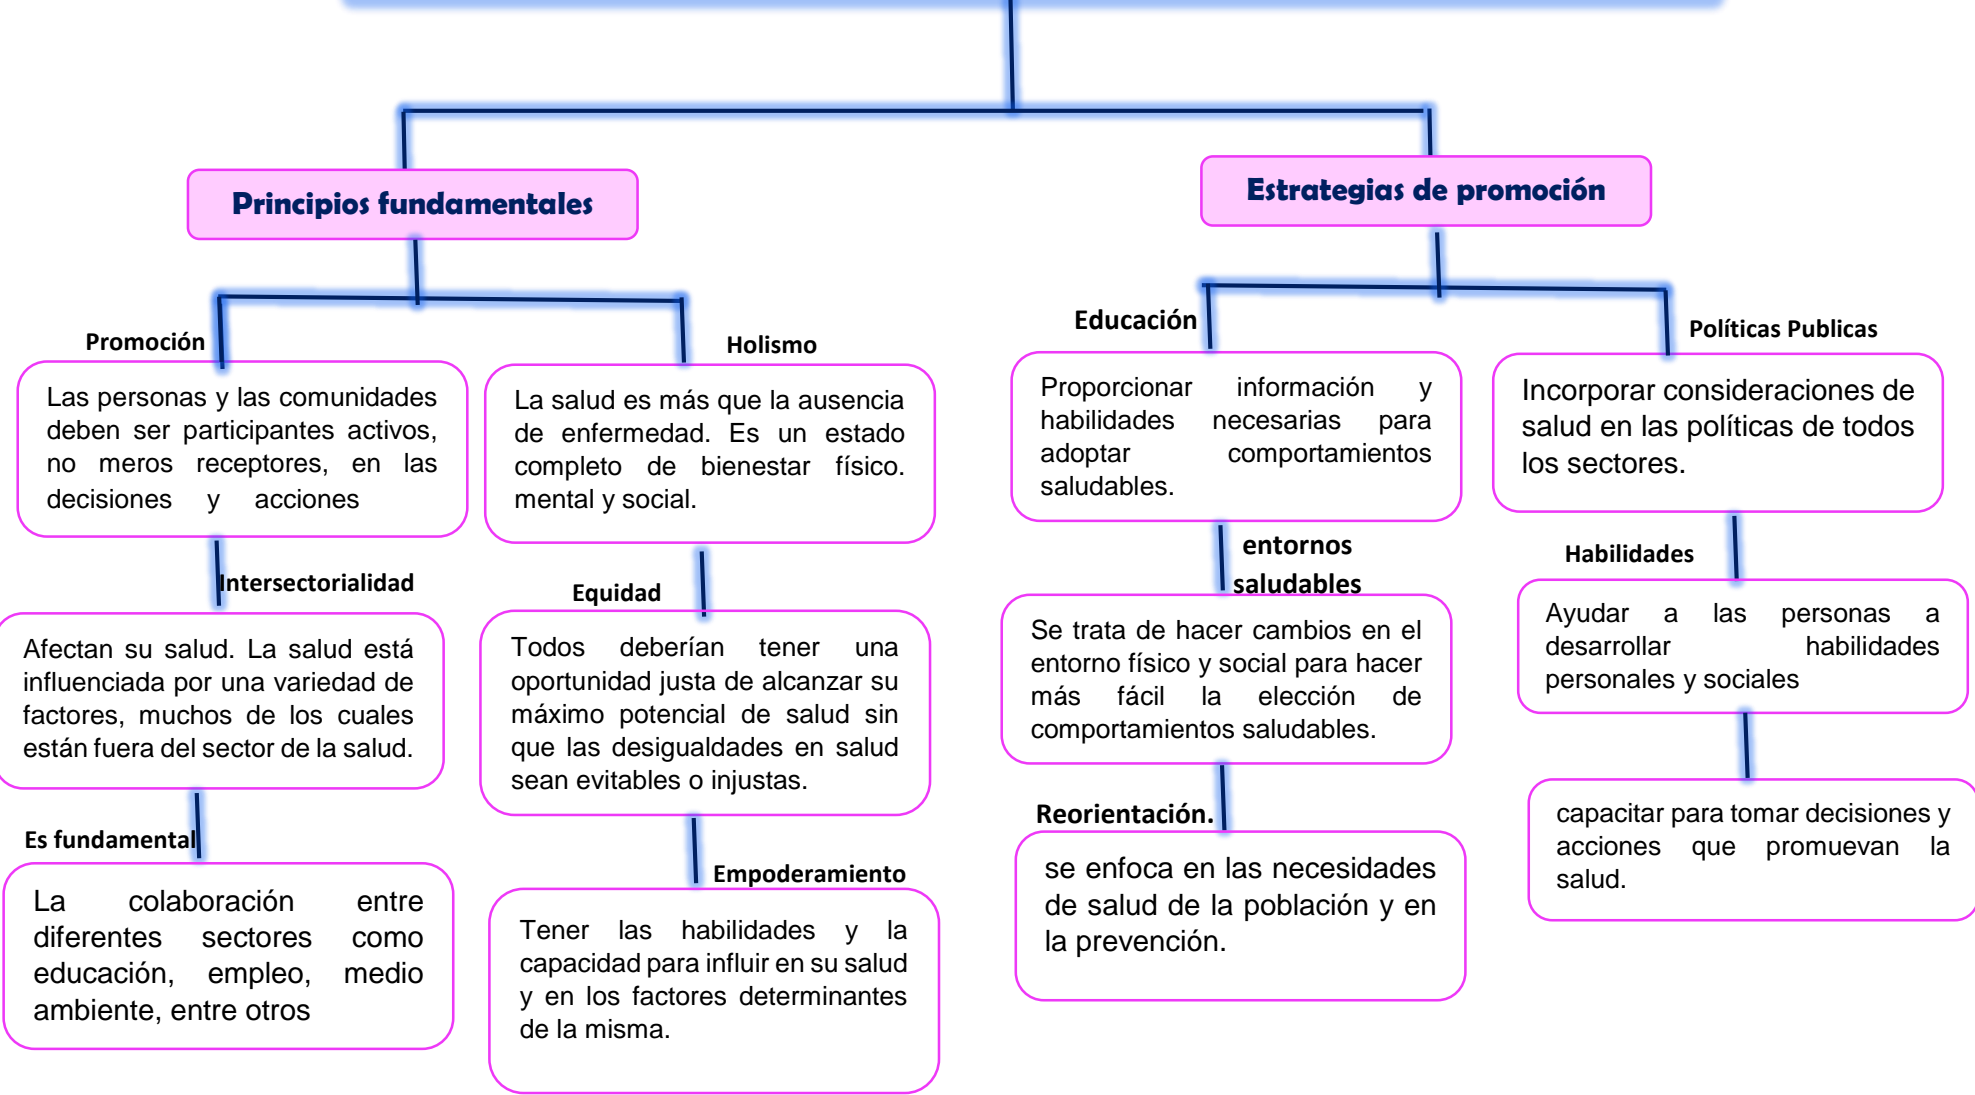 Principios fundamentales
Promoción
Las personas y las comunidades
deben ser participantes activos,
no meros receptores, en las
decisiones y acciones
Intersectorialidad
Afectan su salud. La salud está
influenciada por una variedad de
factores, muchos de los cuales
están fuera del sector de la salud.
Es fundamental
La colaboración entre
diferentes sectores como
educación, empleo, medio
ambiente, entre otros
Holismo
La salud es más que la ausencia
de enfermedad. Es un estado
completo de bienestar físico.
mental y social.
Equidad
Todos deberían tener una
oportunidad justa de alcanzar su
máximo potencial de salud sin
que las desigualdades en salud
sean evitables o injustas.
Empoderamiento
Tener las habilidades y la
capacidad para influir en su salud
y en los factores determinantes
de la misma.
Estrategias de promoción
Educación
Proporcionar información y
habilidades necesarias para
adoptar comportamientos
saludables.
entornos
saludables
Se trata de hacer cambios en el
entorno físico y social para hacer
más fácil la elección de
comportamientos saludables.
Reorientación.
se enfoca en las necesidades
de salud de la población y en
la prevención.
Políticas Publicas
Incorporar consideraciones de
salud en las políticas de todos
los sectores.
Habilidades
Ayudar a las personas a
desarrollar habilidades
personales y sociales
capacitar para tomar decisiones y
acciones que promuevan la
salud.